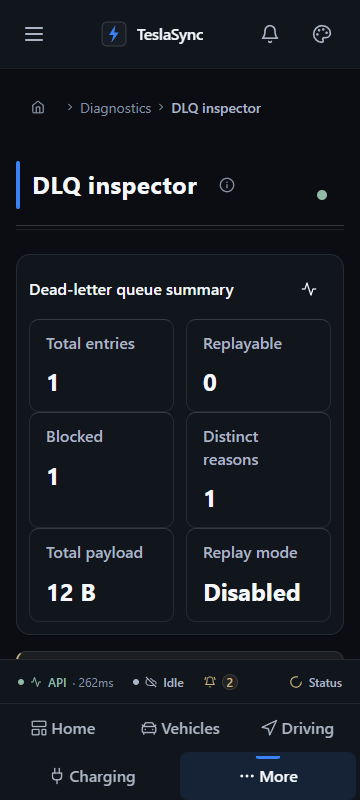 TeslaSync
Diagnostics
DLQ inspector
DLQ inspector
Dead-letter queue summary
Total entries
1
Replayable
0
Blocked
1
Distinct
reasons
1
Total payload
12 B
Replay mode
Disabled
API · 262ms
Idle
2
Status
Home
Vehicles
Driving
Charging
More